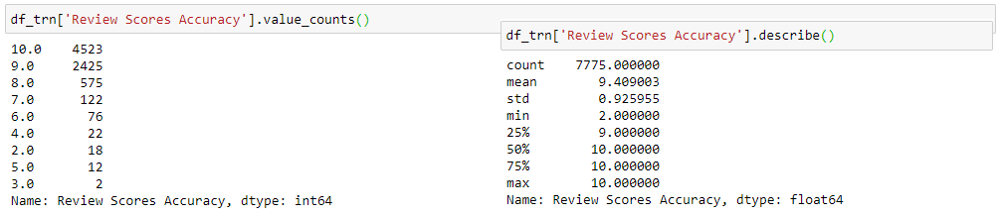 df_trn['Review Scores Accuracy'].value_counts()
10.0    4523
9.0     2425
8.0      575
7.0      122
6.0       76
4.0       22
2.0       18
5.0       12
3.0        2
Name: Review Scores Accuracy, dtype: int64
df_trn['Review Scores Accuracy'].describe()
count    7775.000000
mean        9.409003
std         0.925955
min         2.000000
25%         9.000000
50%        10.000000
75%        10.000000
max        10.000000
Name: Review Scores Accuracy, dtype: float64